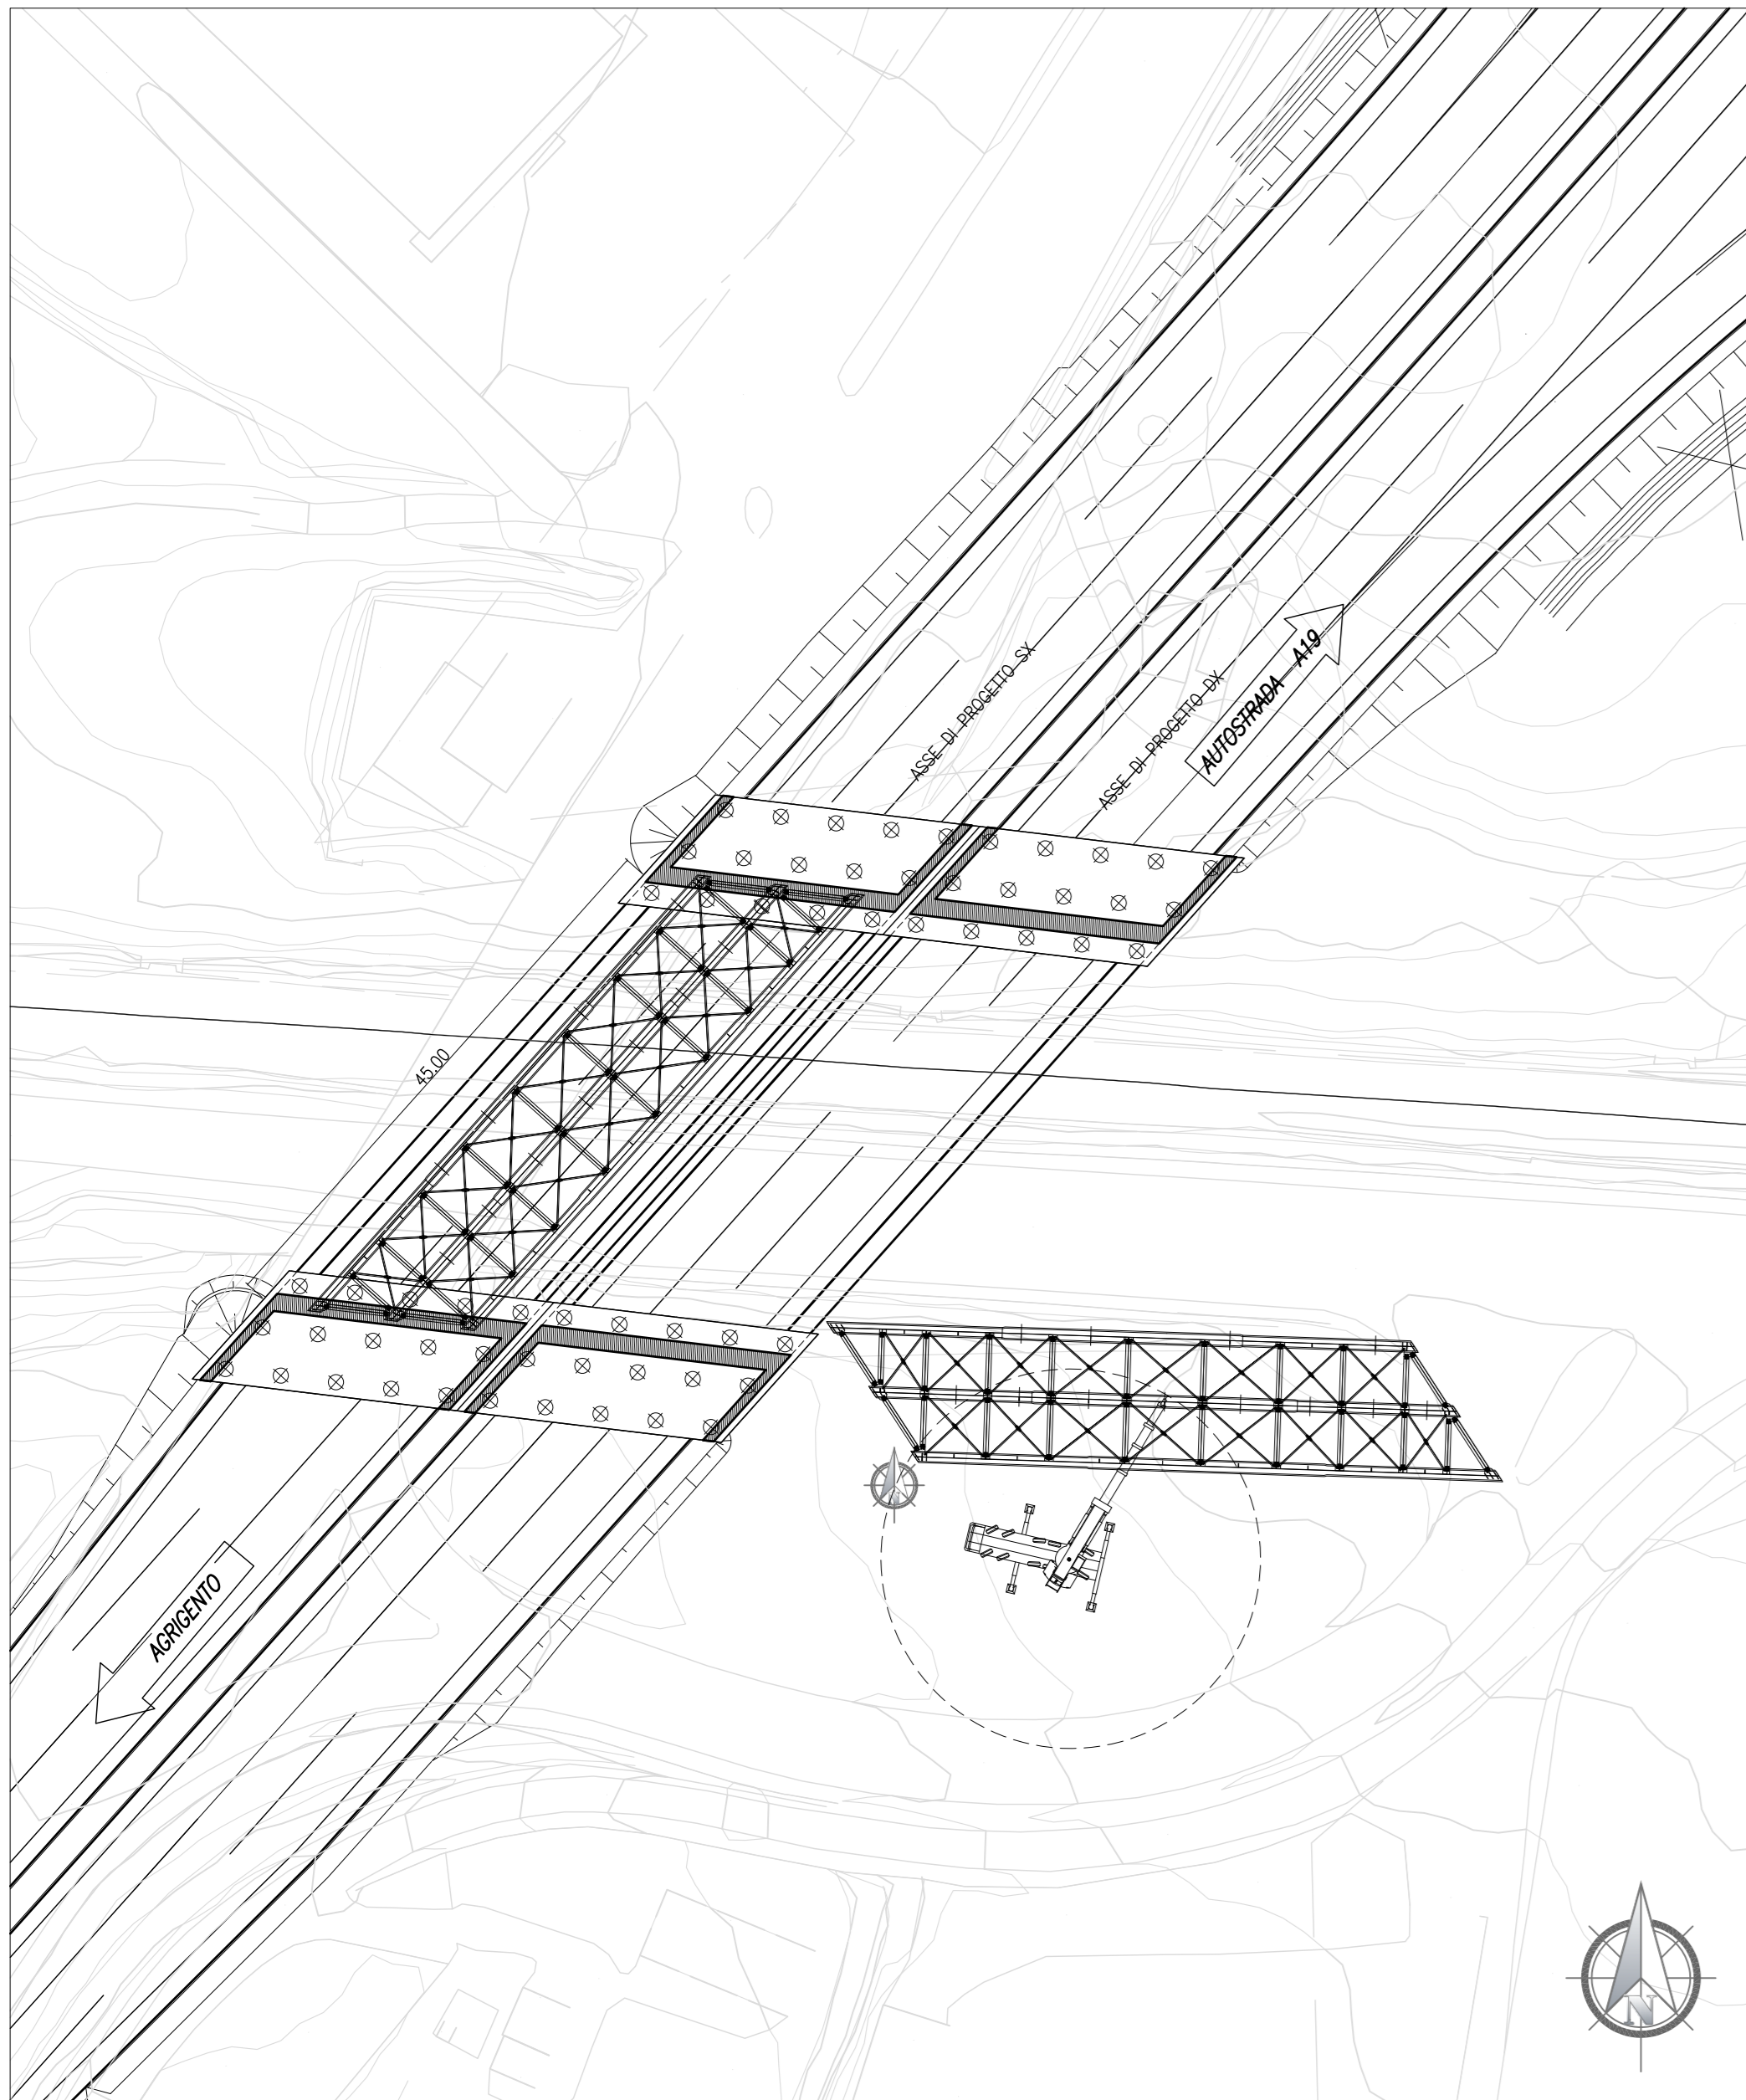 ASSE DI PROGETTO SX
ASSE DI PROGETTO DX
AUTOSTRADA A19
45.00
AGRIGENTO
N